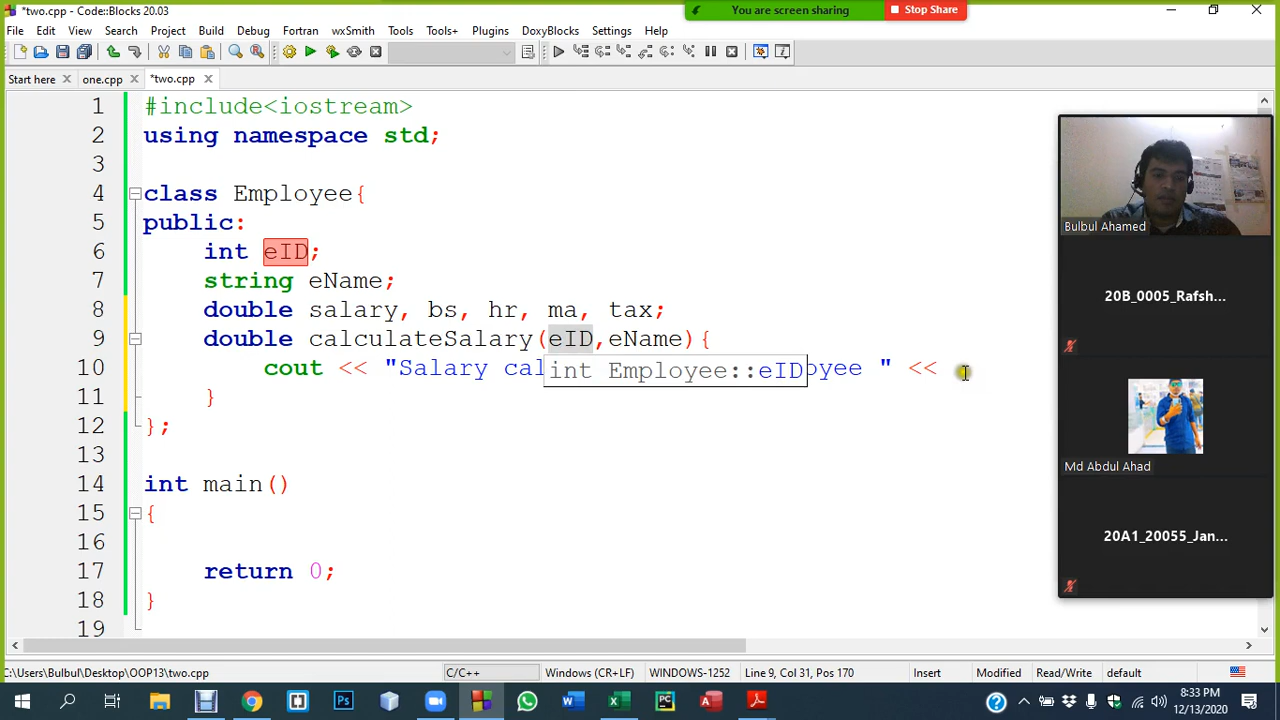 *two.cpp - Code::Blocks 20.03
You are screen sharing
Stop Share
File Edit View Search Project Build Debug Fortran wxSmith Tools Tools+ Plugins DoxyBlocks Settings Help
Start here one.cpp *two.cpp
1 #include<iostream>
2 using namespace std;
3
4 class Employee{
5 public:
6 int eID;
7 string eName;
8 double salary, bs, hr, ma, tax;
9 double calculateSalary(eID,eName){
10 cout << "Salary cal oyee " <<
int Employee::eID
11 }
12 };
13
14 int main()
15 {
16
17 return 0;
18 }
19
Bulbul Ahamed
20B_0005_Rafsh...
Md Abdul Ahad
20A1_20055_Jan...
C:\Users\Bulbul\Desktop\OOP13\two.cpp C/C++ Windows (CR+LF) WINDOWS-1252 Line 9, Col 31, Pos 170 Insert Modified Read/Write default
8:33 PM
12/13/2020